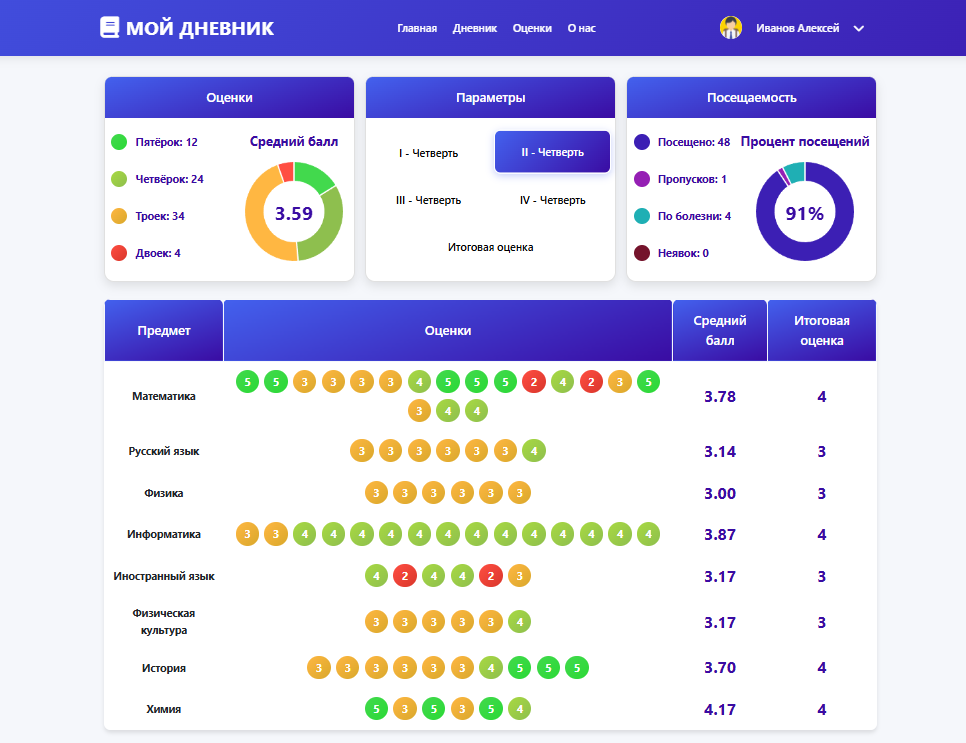 МОЙ ДНЕВНИК Главная Дневник Оценки О нас Иванов Алексей
Оценки
Пятёрок: 12
Четвёрок: 24
Троек: 34
Двоек: 4
Средний балл
3.59
Параметры
I - Четверть II - Четверть
III - Четверть IV - Четверть
Итоговая оценка
Посещаемость
Посещено: 48
Пропусков: 1
По болезни: 4
Неявок: 0
Процент посещений
91%
Предмет Оценки Средний балл Итоговая оценка
Математика 5 5 3 3 3 3 4 5 5 5 2 4 2 3 5
3 4 4 3.78 4
Русский язык 3 3 3 3 3 3 4 3.14 3
Физика 3 3 3 3 3 3 3.00 3
Информатика 3 3 4 4 4 4 4 4 4 4 4 4 4 4 4 3.87 4
Иностранный язык 4 2 4 4 2 3 3.17 3
Физическая
культура 3 3 3 3 3 4 3.17 3
История 3 3 3 3 3 3 4 5 5 5 3.70 4
Химия 5 3 5 3 5 4 4.17 4